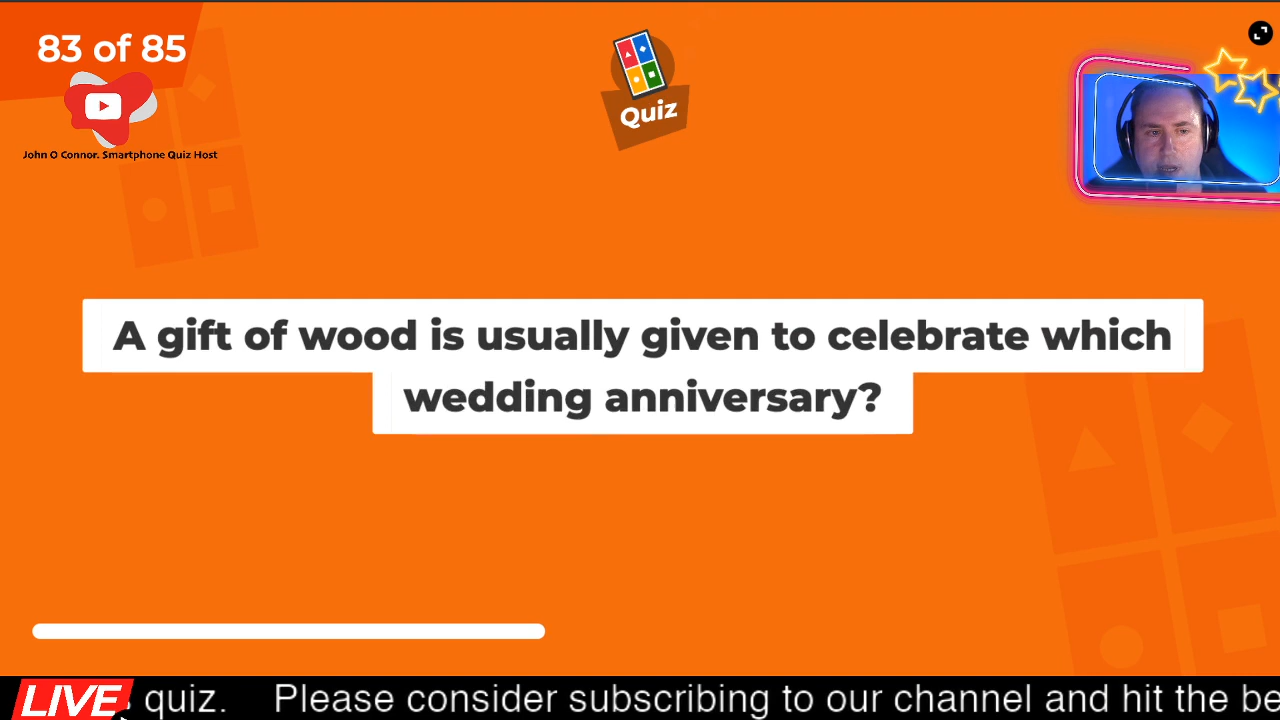 83 of 85
John O Connor. Smartphone Quiz Host
Quiz
A gift of wood is usually given to celebrate which
wedding anniversary?
LIVE
quiz. Please consider subscribing to our channel and hit the be